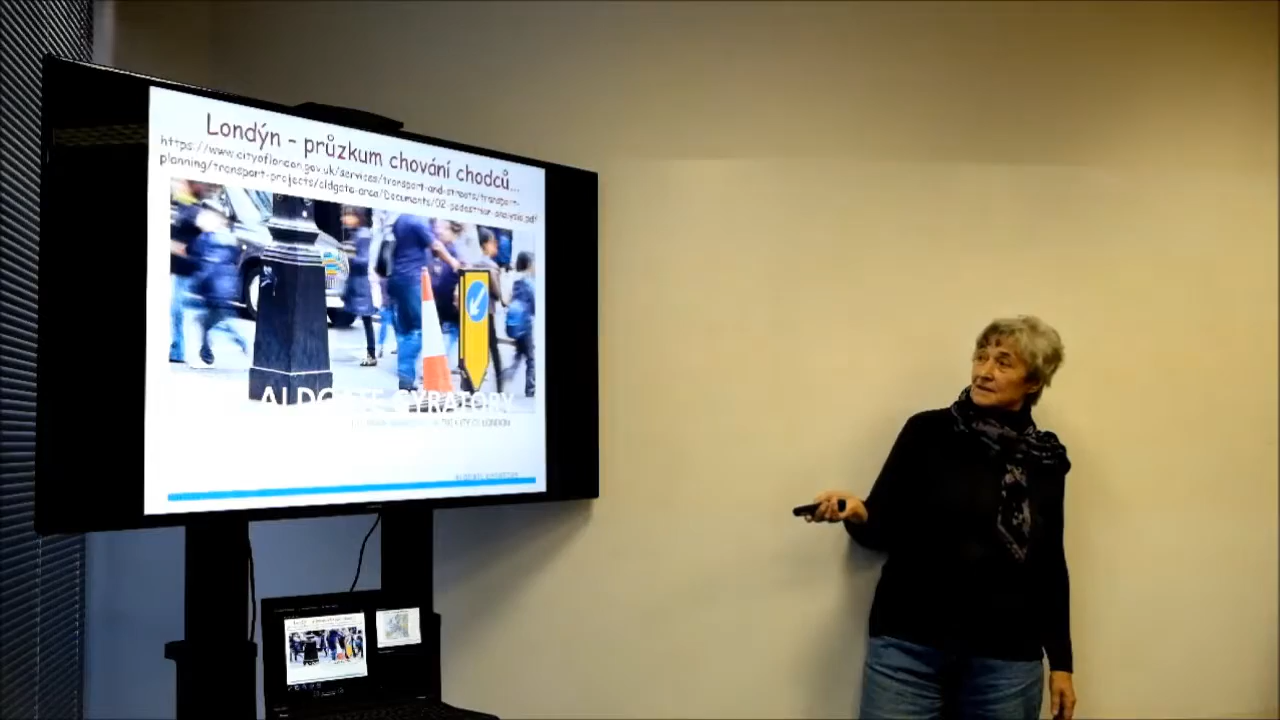 Londýn - průzkum chování chodců...
https://www.cityoflondon.gov.uk/services/transport-and-streets/transport-
planning/transport-projects/aldgate-area/Documents/02-pedestrian-analysis.pdf
ALDGATE GYRATORY